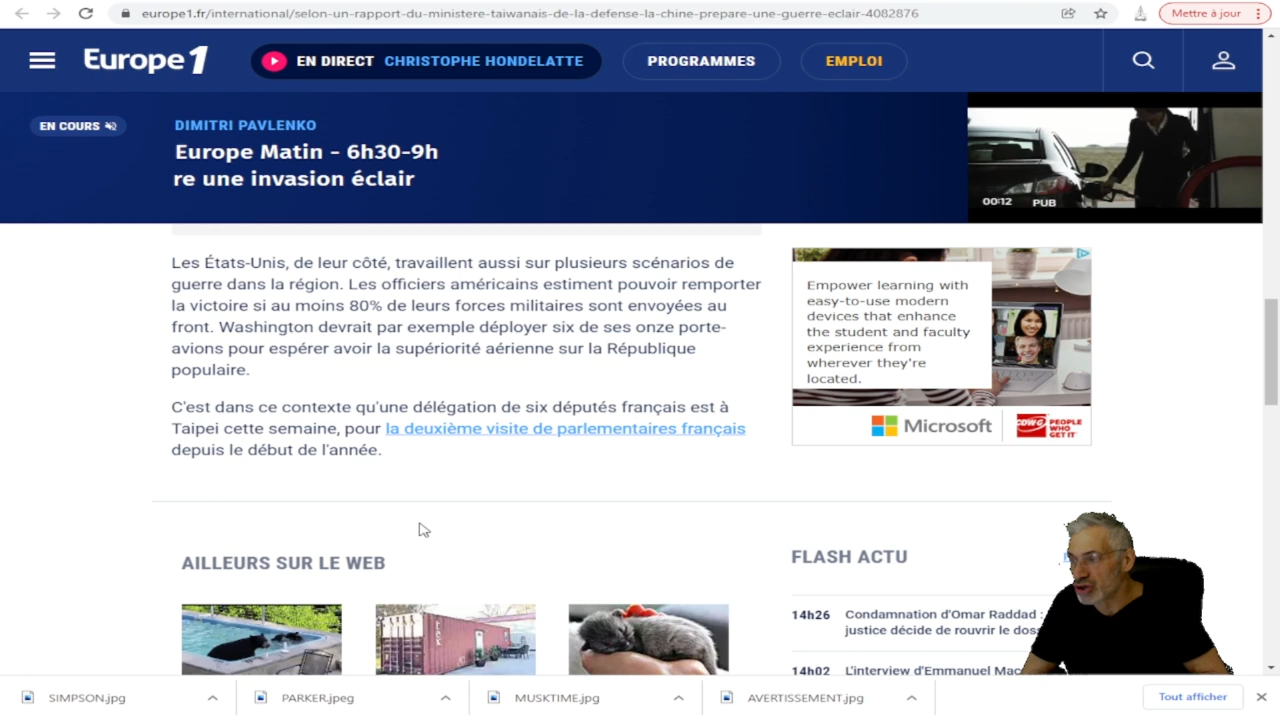 europe1.fr/international/selon-un-rapport-du-ministere-taiwanais-de-la-defense-la-chine-prepare-une-guerre-eclair-4082876
Mettre à jour
Europe 1
EN DIRECT CHRISTOPHE HONDELATTE
PROGRAMMES
EMPLOI
EN COURS
DIMITRI PAVLENKO
Europe Matin - 6h30-9h
re une invasion éclair
00:12 PUB
Les États-Unis, de leur côté, travaillent aussi sur plusieurs scénarios de
guerre dans la région. Les officiers américains estiment pouvoir remporter
la victoire si au moins 80% de leurs forces militaires sont envoyées au
front. Washington devrait par exemple déployer six de ses onze porte-
avions pour espérer avoir la supériorité aérienne sur la République
populaire.
C'est dans ce contexte qu'une délégation de six députés français est à
Taipei cette semaine, pour la deuxième visite de parlementaires français
depuis le début de l'année.
Empower learning with
easy-to-use modern
devices that enhance
the student and faculty
experience from
wherever they're
located.
Microsoft
CDWG PEOPLE
WHO
GET IT
AILLEURS SUR LE WEB
FLASH ACTU
14h26 Condamnation d'Omar Raddad :
justice décide de rouvrir le dos
14h02 L'interview d'Emmanuel Mac
SIMPSON.jpg
PARKER.jpeg
MUSKTIME.jpg
AVERTISSEMENT.jpg
Tout afficher